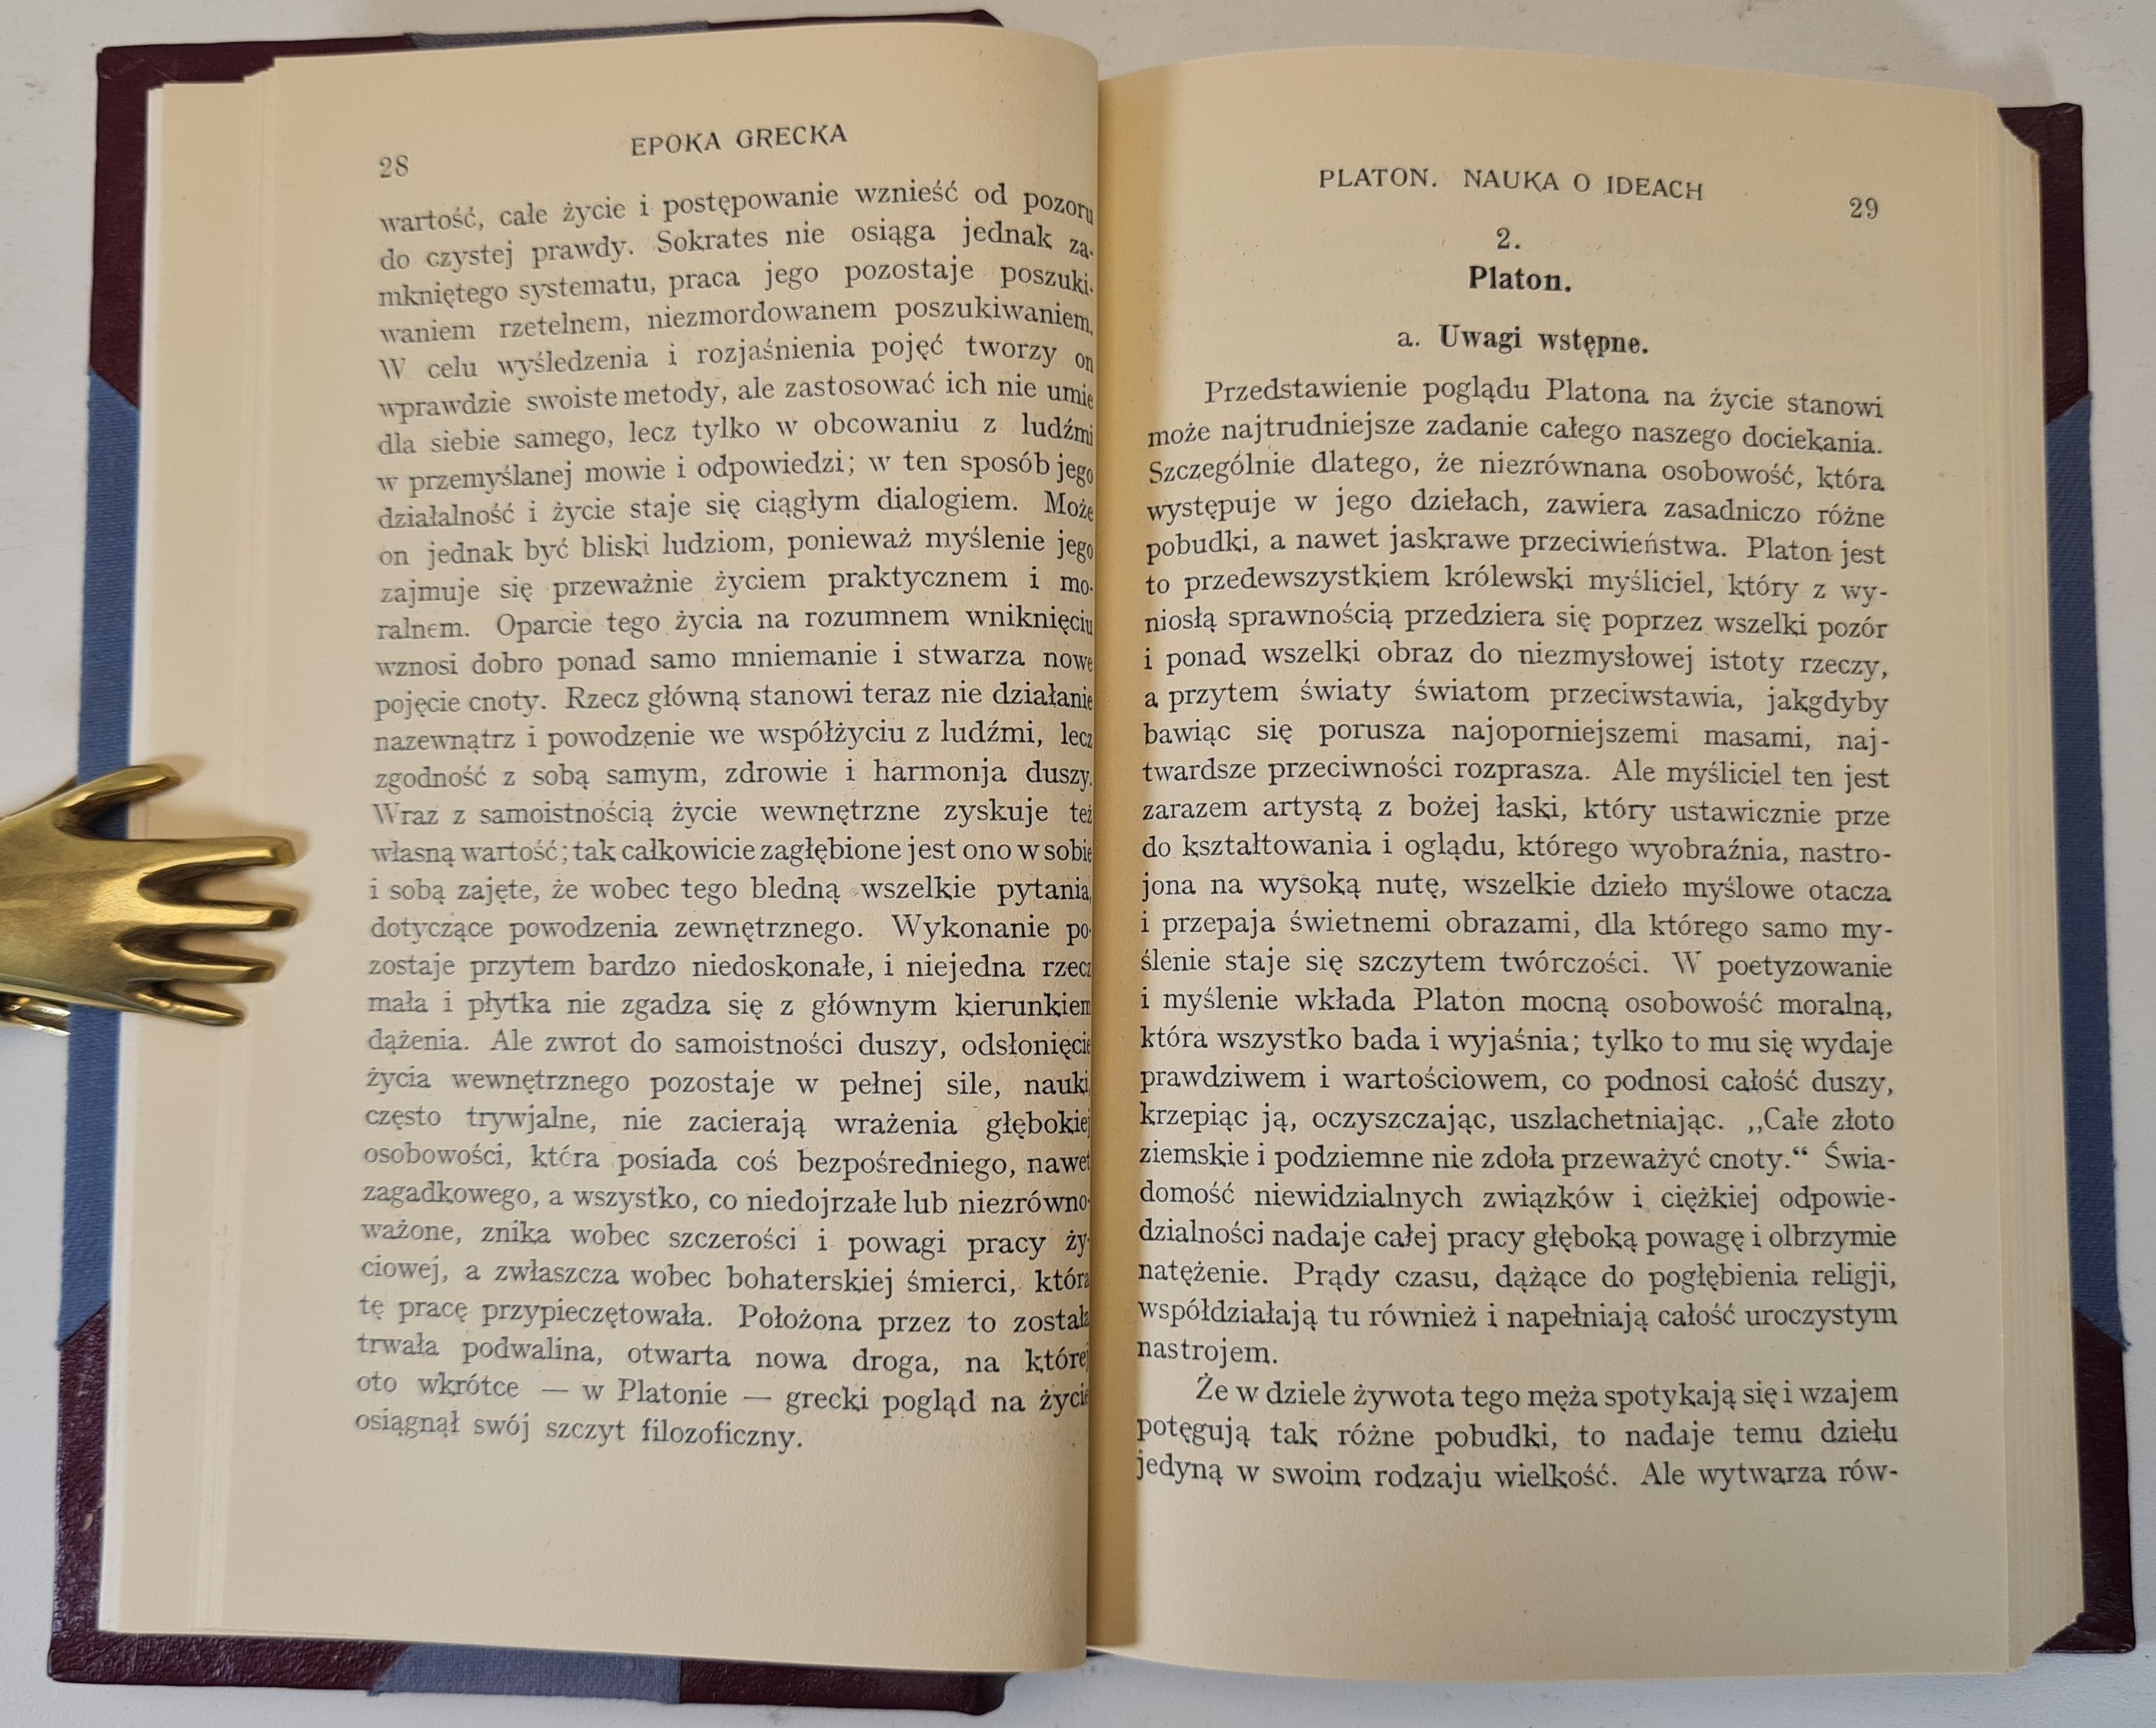 28
EPOKA GRECKA
wartość, całe życie i postępowanie wznieść od pozoru
do czystej prawdy. Sokrates nie osiąga jednak za-
mkniętego systematu, praca jego pozostaje poszuki-
waniem rzetelnem, niezmordowanem poszukiwaniem.
W celu wyśledzenia i rozjaśnienia pojęć tworzy on
wprawdzie swoiste metody, ale zastosować ich nie umie
dla siebie samego, lecz tylko w obcowaniu z ludźmi
w przemyślanej mowie i odpowiedzi; w ten sposób jego
działalność i życie staje się ciągłym dialogiem. Może
on jednak być bliski ludziom, ponieważ myślenie jego
zajmuje się przeważnie życiem praktycznem i mo-
ralnem. Oparcie tego życia na rozumnem wniknięciu
wznosi dobro ponad samo mniemanie i stwarza nowe
pojęcie cnoty. Rzecz główną stanowi teraz nie działanie
nazewnątrz i powodzenie we współżyciu z ludźmi, lecz
zgodność z sobą samym, zdrowie i harmonja duszy.
Wraz z samoistnością życie wewnętrzne zyskuje też
własną wartość; tak całkowicie zagłębione jest ono w sobie
i sobą zajęte, że wobec tego bledną wszelkie pytania,
dotyczące powodzenia zewnętrznego. Wykonanie po-
zostaje przytem bardzo niedoskonałe, i niejedna rzecz
mała i płytka nie zgadza się z głównym kierunkiem
dążenia. Ale zwrot do samoistności duszy, odsłonięcie
życia wewnętrznego pozostaje w pełnej sile, nauki,
często trywjalne, nie zacierają wrażenia głębokiej
osobowości, która posiada coś bezpośredniego, nawet
zagadkowego, a wszystko, co niedojrzałe lub niezrówno-
ważone, znika wobec szczerości i powagi pracy ży-
ciowej, a zwłaszcza wobec bohaterskiej śmierci, która
tę pracę przypieczętowała. Położona przez to została
trwała podwalina, otwarta nowa droga, na której
oto wkrótce — w Platonie — grecki pogląd na życie
osiągnął swój szczyt filozoficzny.
PLATON. NAUKA O IDEACH
29
2.
Platon.
a. Uwagi wstępne.
Przedstawienie poglądu Platona na życie stanowi
może najtrudniejsze zadanie całego naszego dociekania.
Szczególnie dlatego, że niezrównana osobowość, która
występuje w jego dziełach, zawiera zasadniczo różne
pobudki, a nawet jaskrawe przeciwieństwa. Platon jest
to przedewszystkiem królewski myśliciel, który z wy-
niosłą sprawnością przedziera się poprzez wszelki pozór
i ponad wszelki obraz do niezmysłowej istoty rzeczy,
a przytem światy światom przeciwstawia, jakgdyby
bawiąc się porusza najoporniejszemi masami, naj-
twardsze przeciwności rozprasza. Ale myśliciel ten jest
zarazem artystą z bożej łaski, który ustawicznie prze
do kształtowania i oglądu, którego wyobraźnia, nastro-
jona na wysoką nutę, wszelkie dzieło myślowe otacza
i przepaja świetnemi obrazami, dla którego samo my-
ślenie staje się szczytem twórczości. W poetyzowanie
i myślenie wkłada Platon mocną osobowość moralną,
która wszystko bada i wyjaśnia; tylko to mu się wydaje
prawdziwem i wartościowem, co podnosi całość duszy,
krzepiąc ją, oczyszczając, uszlachetniając. „Całe złoto
ziemskie i podziemne nie zdoła przeważyć cnoty.“ Świa-
domość niewidzialnych związków i ciężkiej odpowie-
dzialności nadaje całej pracy głęboką powagę i olbrzymie
natężenie. Prądy czasu, dążące do pogłębienia religji,
współdziałają tu również i napełniają całość uroczystym
nastrojem.
Że w dziele żywota tego męża spotykają się i wzajem
potęgują tak różne pobudki, to nadaje temu dziełu
jedyną w swoim rodzaju wielkość. Ale wytwarza rów-